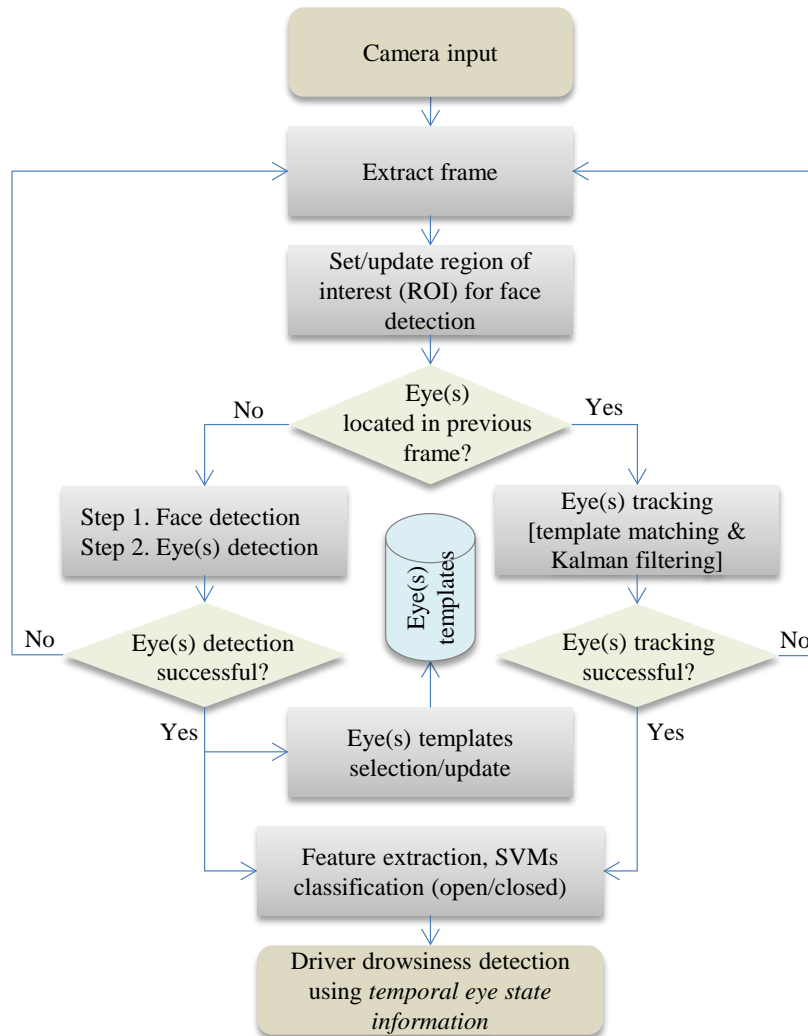 Camera input
Extract frame
Set/update region of
interest (ROI) for face
detection
Eye(s)
located in previous
frame?
No
Yes
Step 1. Face detection
Step 2. Eye(s) detection
Eye(s) tracking
[template matching &
Kalman filtering]
Eye(s)
templates
No
Eye(s) detection
successful?
Eye(s) tracking
successful?
No
Yes
Yes
Eye(s) templates
selection/update
Feature extraction, SVMs
classification (open/closed)
Driver drowsiness detection
using temporal eye state
information